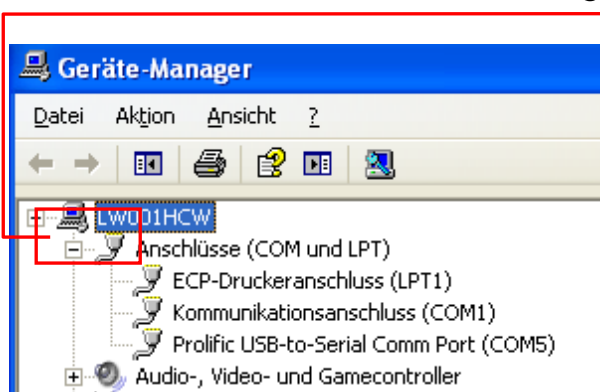 Geräte-Manager
Datei Aktion Ansicht ?
LW001HCW
Anschlüsse (COM und LPT)
ECP-Druckeranschluss (LPT1)
Kommunikationsanschluss (COM1)
Prolific USB-to-Serial Comm Port (COM5)
Audio-, Video- und Gamecontroller